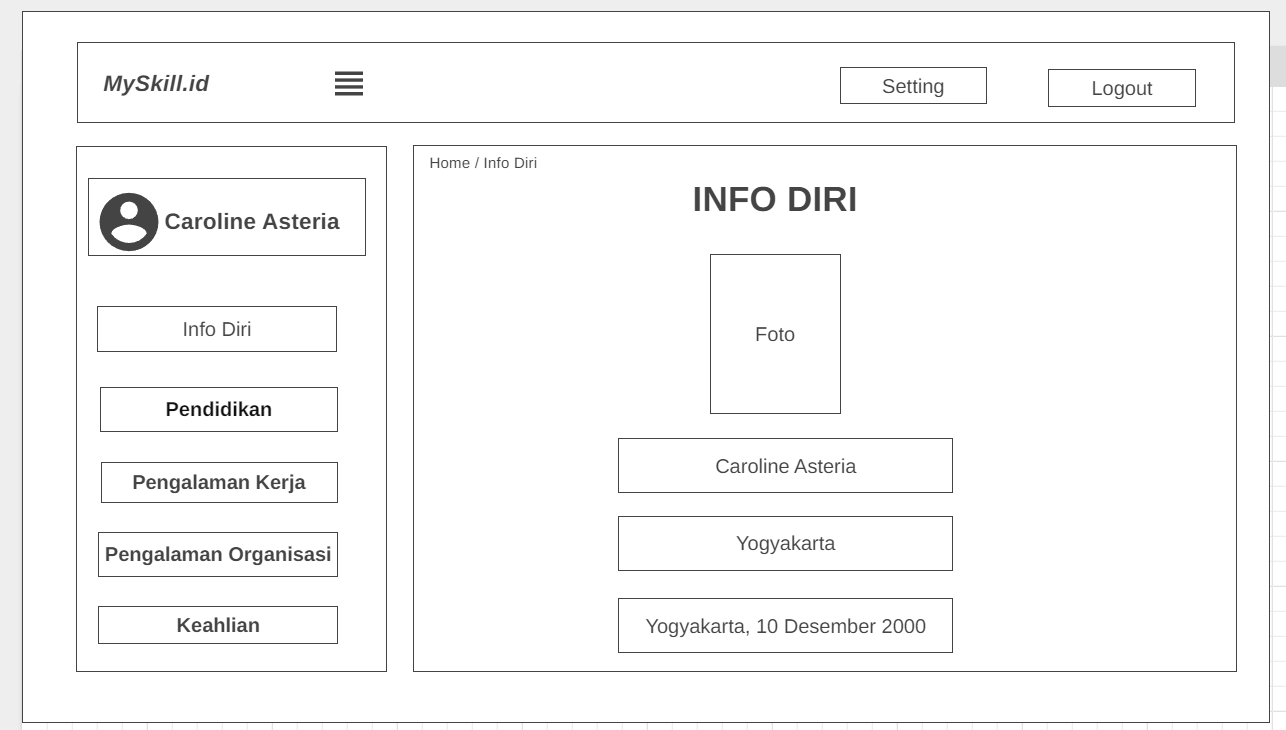 MySkill.id
Setting
Logout
Caroline Asteria
Info Diri
Pendidikan
Pengalaman Kerja
Pengalaman Organisasi
Keahlian
Home / Info Diri
INFO DIRI
Foto
Caroline Asteria
Yogyakarta
Yogyakarta, 10 Desember 2000